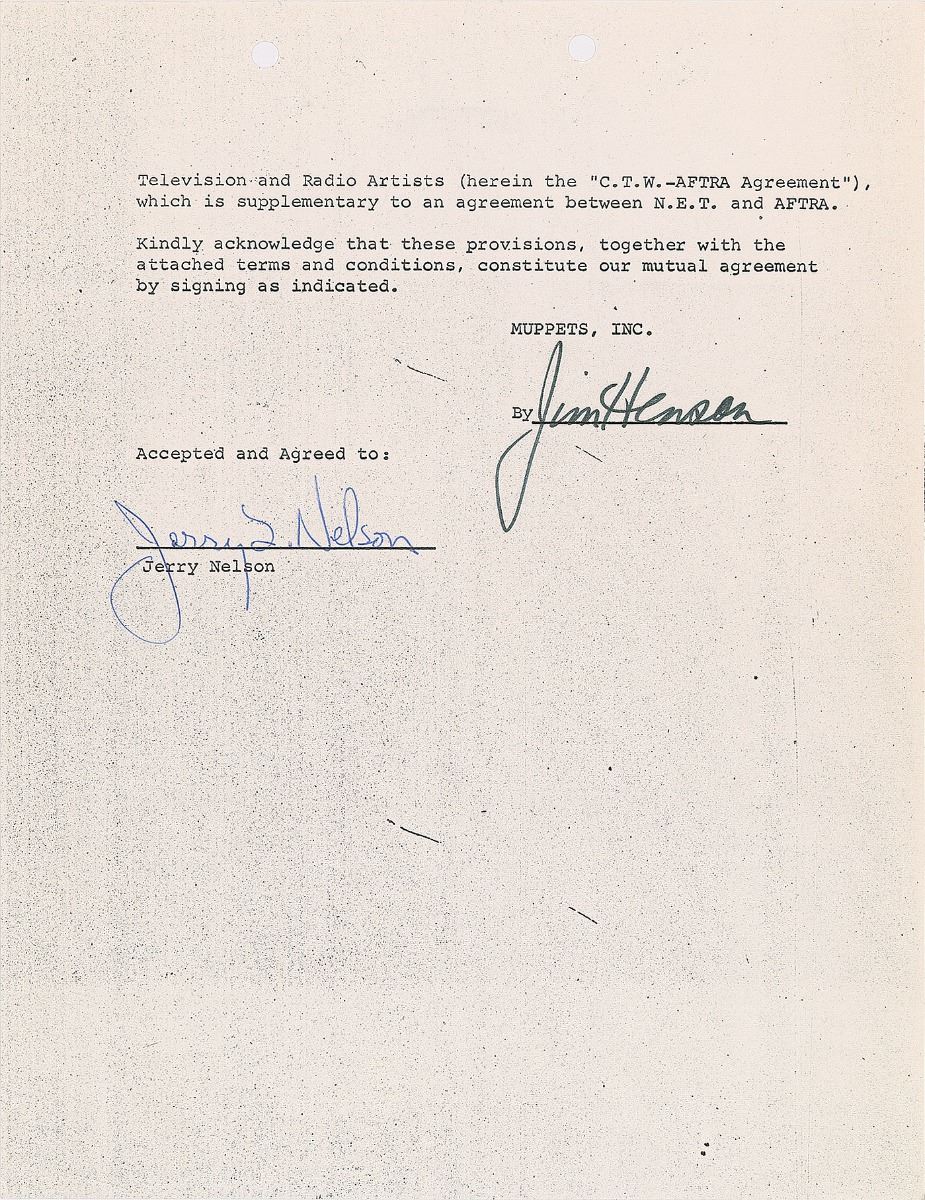 Television and Radio Artists (herein the "C.T.W.-AFTRA Agreement"),
which is supplementary to an agreement between N.E.T. and AFTRA.
Kindly acknowledge that these provisions, together with the
attached terms and conditions, constitute our mutual agreement
by signing as indicated.
MUPPETS, INC.
By Jim Henson
Accepted and Agreed to:
Jerry L. Nelson
Jerry Nelson